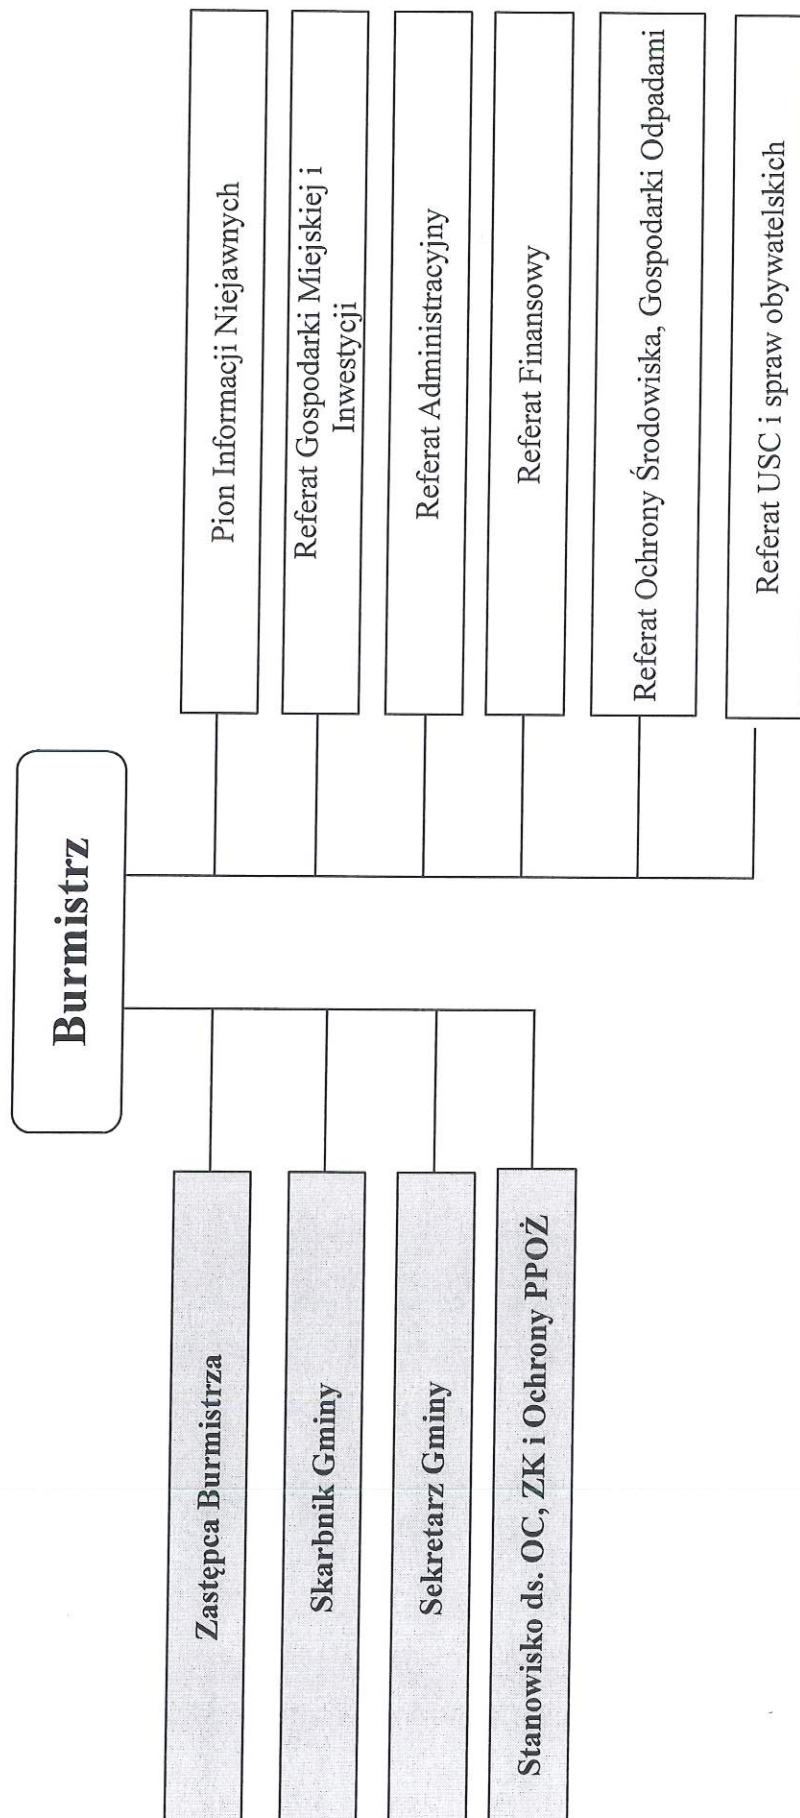 Burmistrz
Zastępca Burmistrza
Skarbnik Gminy
Sekretarz Gminy
Stanowisko ds. OC, ZK i Ochrony PPOŻ
Pion Informacji Niejawnych
Referat Gospodarki Miejskiej i
Inwestycji
Referat Administracyjny
Referat Finansowy
Referat Ochrony Środowiska, Gospodarki Odpadami
Referat USC i spraw obywatelskich